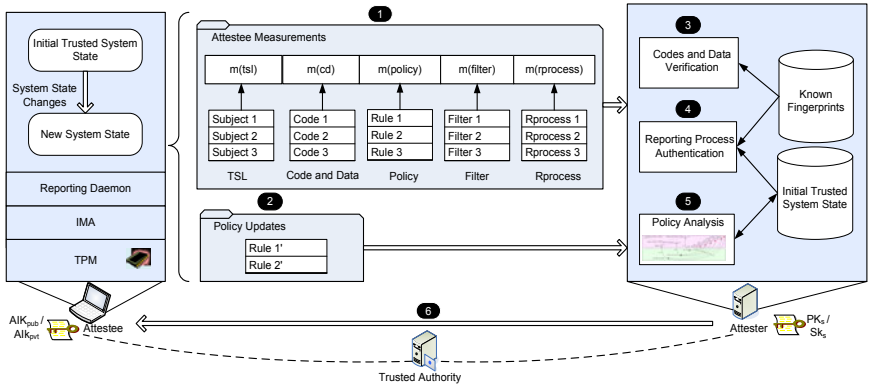 Initial Trusted System
State
System State
Changes
New System State
Reporting Daemon
IMA
TPM
1
Attestee Measurements
m(tsl)
m(cd)
m(policy)
m(filter)
m(rprocess)
Subject 1
Subject 2
Subject 3
Code 1
Code 2
Code 3
Rule 1
Rule 2
Rule 3
Filter 1
Filter 2
Filter 3
Rprocess 1
Rprocess 2
Rprocess 3
TSL
Code and Data
Policy
Filter
Rprocess
2
Policy Updates
Rule 1'
Rule 2'
3
Codes and Data
Verification
4
Reporting Process
Authentication
5
Policy Analysis
Known
Fingerprints
Initial Trusted
System State
AIKpub /
AIkpvt
Attestee
6
Attester
PKs /
Sks
Trusted Authority